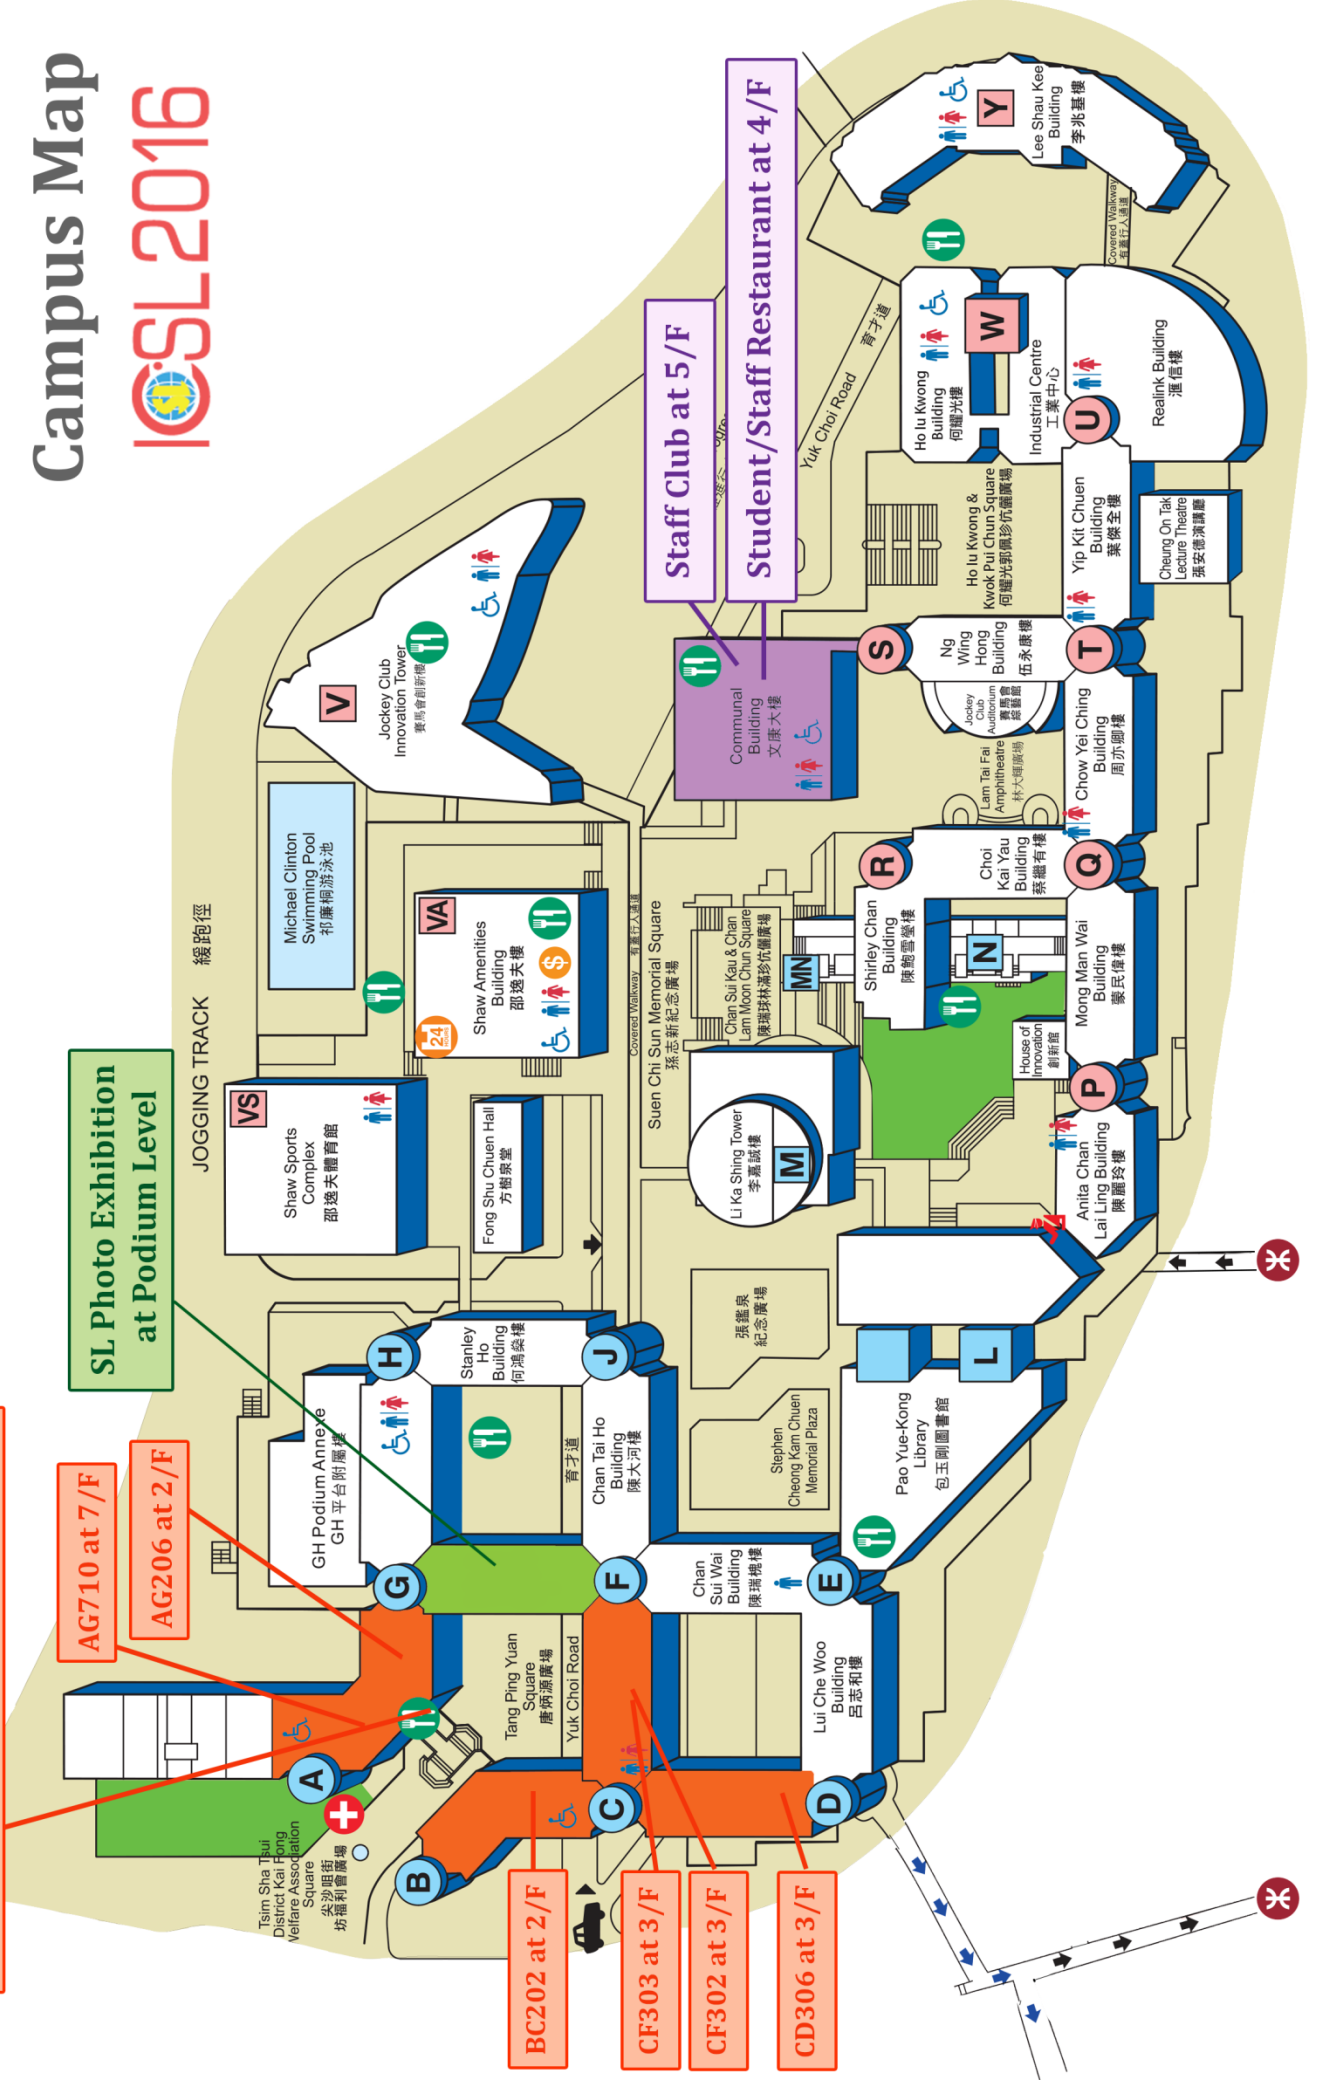 Campus Map
ICSL2016
SL Photo Exhibition
at Podium Level
AG710 at 7/F
AG206 at 2/F
BC202 at 2/F
CF303 at 3/F
CF302 at 3/F
CD306 at 3/F
Staff Club at 5/F
Student/Staff Restaurant at 4/F
JOGGING TRACK 緩跑徑
Michael Clinton
Swimming Pool
祁廉桐游泳池
V
Jockey Club
Innovation Tower
賽馬會創新樓
VS
Shaw Sports
Complex
邵逸夫體育館
VA
Shaw Amenities
Building
邵逸夫樓
24
HOURS
$
Fong Shu Chuen Hall
方樹泉堂
Covered Walkway 有蓋行人通道
Suen Chi Sun Memorial Square
孫志新紀念廣場
Chan Sui Kau & Chan
Lam Moon Chun Square
陳瑞球林滿珍伉儷廣場
Communal
Building
文康大樓
Yuk Choi Road 育才道
Y
Lee Shau Kee
Building
李兆基樓
Covered Walkway
有蓋行人通道
W
Ho Iu Kwong
Building
何耀光樓
Industrial Centre
工業中心
U
Realink Building
滙信樓
Ho Iu Kwong &
Kwok Pui Chun Square
何耀光郭佩珍伉儷廣場
Yip Kit Chuen
Building
葉傑全樓
Cheung On Tak
Lecture Theatre
張安德演講廳
S
Ng
Wing
Hong
Building
伍永康樓
T
Jockey
Club
Auditorium
賽馬會
綜藝館
Lam Tai Fai
Amphitheatre
林大輝廣場
Chow Yei Ching
Building
周亦卿樓
R
Choi
Kai Yau
Building
蔡繼有樓
Q
Shirley Chan
Building
陳鮑雪瑩樓
MN
N
Mong Man Wai
Building
蒙民偉樓
House of
Innovation
創新館
P
Anita Chan
Lai Ling Building
陳麗玲樓
Li Ka Shing Tower
李嘉誠樓
M
L
Pao Yue-Kong
Library
包玉剛圖書館
張鑑泉
紀念廣場
Stephen
Cheong Kam Chuen
Memorial Plaza
GH Podium Annexe
GH 平台附屬樓
H
Stanley
Ho
Building
何鴻燊樓
J
育才道
Chan Tai Ho
Building
陳大河樓
G
F
Chan
Sui Wai
Building
陳瑞槐樓
E
Tang Ping Yuan
Square
唐炳源廣場
Yuk Choi Road
Lui Che Woo
Building
呂志和樓
A
B
C
D
Tsim Sha Tsui
District Kai Fong
Welfare Association
Square
尖沙咀街
坊福利會廣場